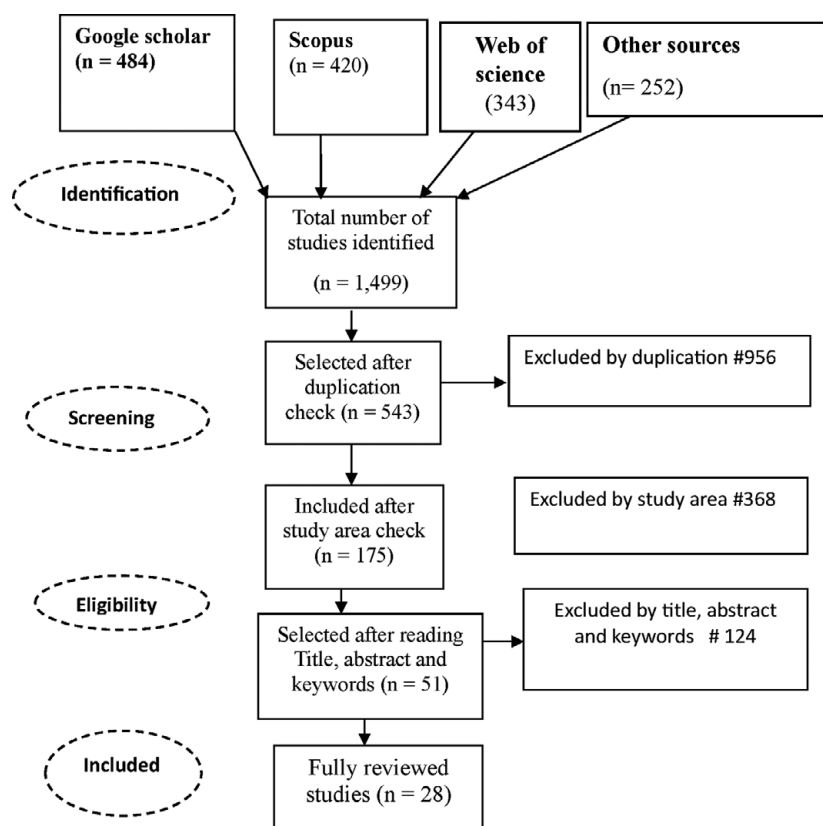 Google scholar
(n = 484)
Scopus
(n = 420)
Web of
science
(343)
Other sources
(n= 252)
Identification
Total number of
studies identified
(n = 1,499)
Selected after
duplication
check (n = 543)
Excluded by duplication #956
Screening
Included after
study area check
(n = 175)
Excluded by study area #368
Eligibility
Selected after reading
Title, abstract and
keywords (n = 51)
Excluded by title, abstract
and keywords # 124
Included
Fully reviewed
studies (n = 28)